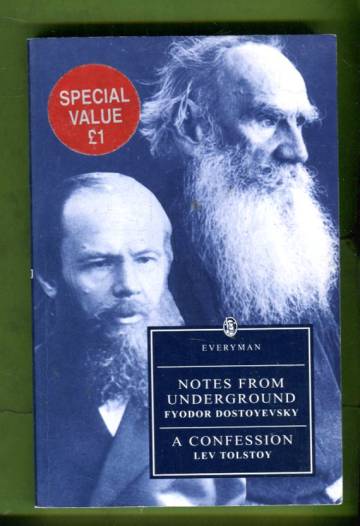 SPECIAL
VALUE
£1
EVERYMAN
NOTES FROM
UNDERGROUND
FYODOR DOSTOYEVSKY
A CONFESSION
LEV TOLSTOY